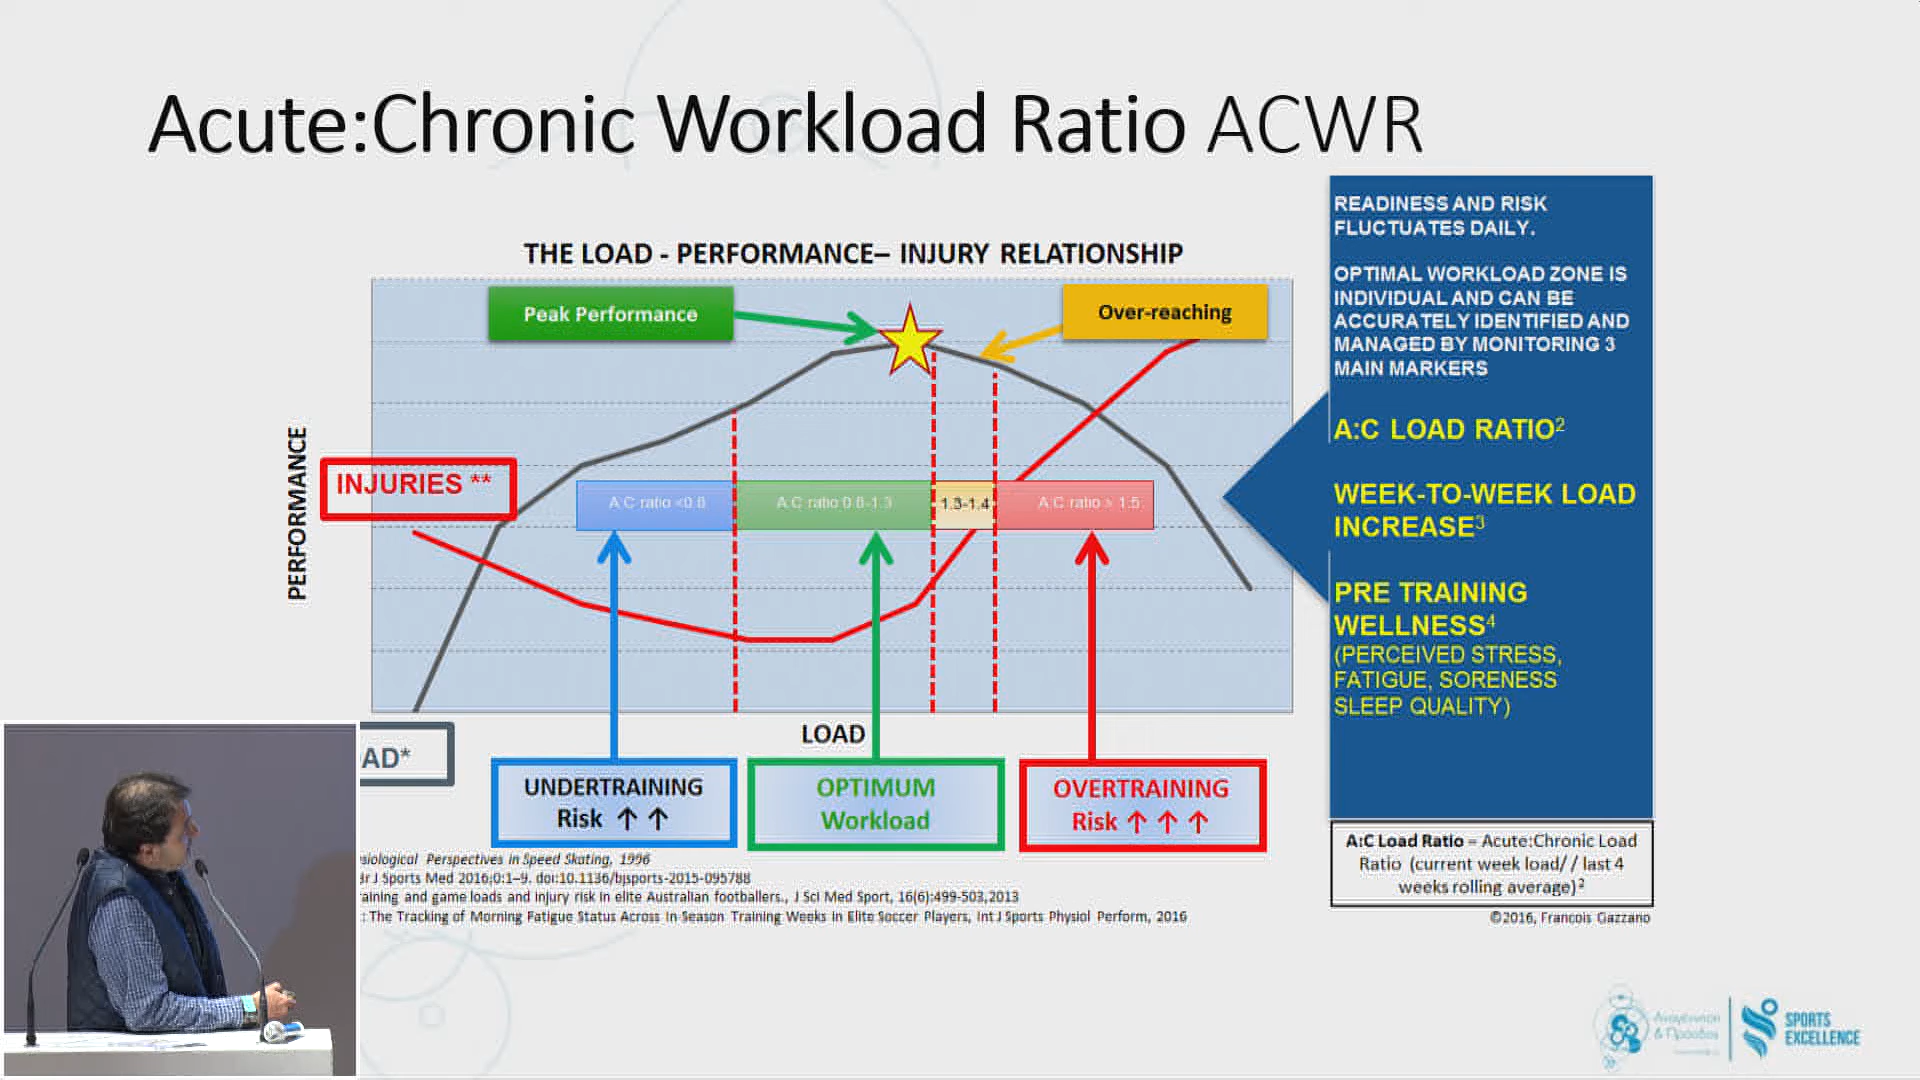 Acute:Chronic Workload Ratio ACWR
THE LOAD - PERFORMANCE– INJURY RELATIONSHIP
Peak Performance
Over-reaching
PERFORMANCE
INJURIES **
A:C ratio <0.8
A:C ratio 0.8-1.3
1.3-1.4
A:C ratio > 1.5
LOAD
AD*
UNDERTRAINING
Risk ↑ ↑
OPTIMUM
Workload
OVERTRAINING
Risk ↑ ↑ ↑
READINESS AND RISK
FLUCTUATES DAILY.
OPTIMAL WORKLOAD ZONE IS
INDIVIDUAL AND CAN BE
ACCURATELY IDENTIFIED AND
MANAGED BY MONITORING 3
MAIN MARKERS
A:C LOAD RATIO²
WEEK-TO-WEEK LOAD
INCREASE³
PRE TRAINING
WELLNESS⁴
(PERCEIVED STRESS,
FATIGUE, SORENESS
SLEEP QUALITY)
A:C Load Ratio = Acute:Chronic Load
Ratio (current week load// last 4
weeks rolling average)²
©2016, Francois Gazzano
siological Perspectives in Speed Skating, 1996
Br J Sports Med 2016;0:1–9. doi:10.1136/bjsports-2015-095788
aining and game loads and injury risk in elite Australian footballers., J Sci Med Sport, 16(6):499-503,2013
: The Tracking of Morning Fatigue Status Across In-Season Training Weeks in Elite Soccer Players, Int J Sports Physiol Perform, 2016
Αναγέννηση
& Πρόοδος
SPORTS
EXCELLENCE